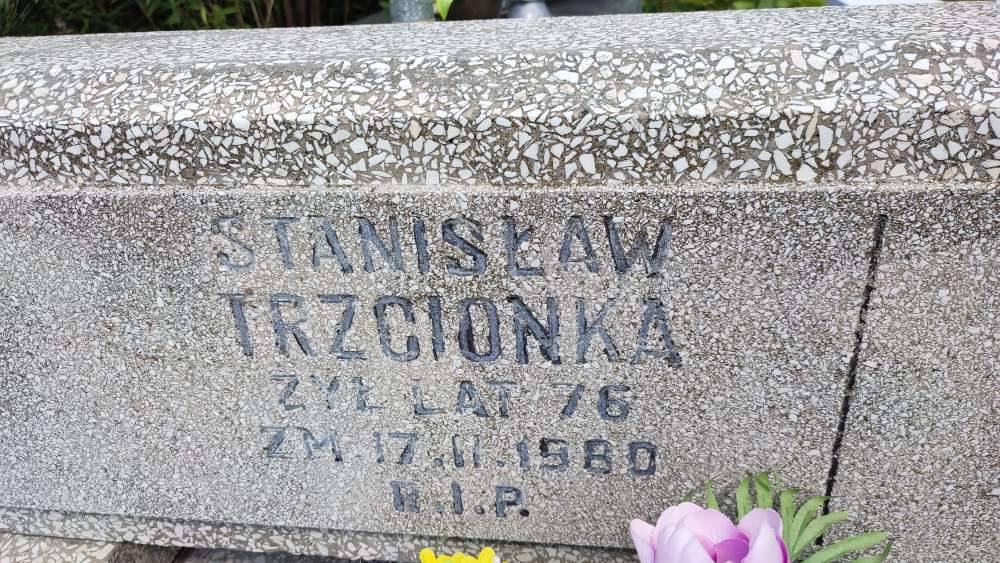 STANISŁAW
TRZCIONKA
ŻYŁ LAT 76
ZM. 17.II.1980
R.I.P.